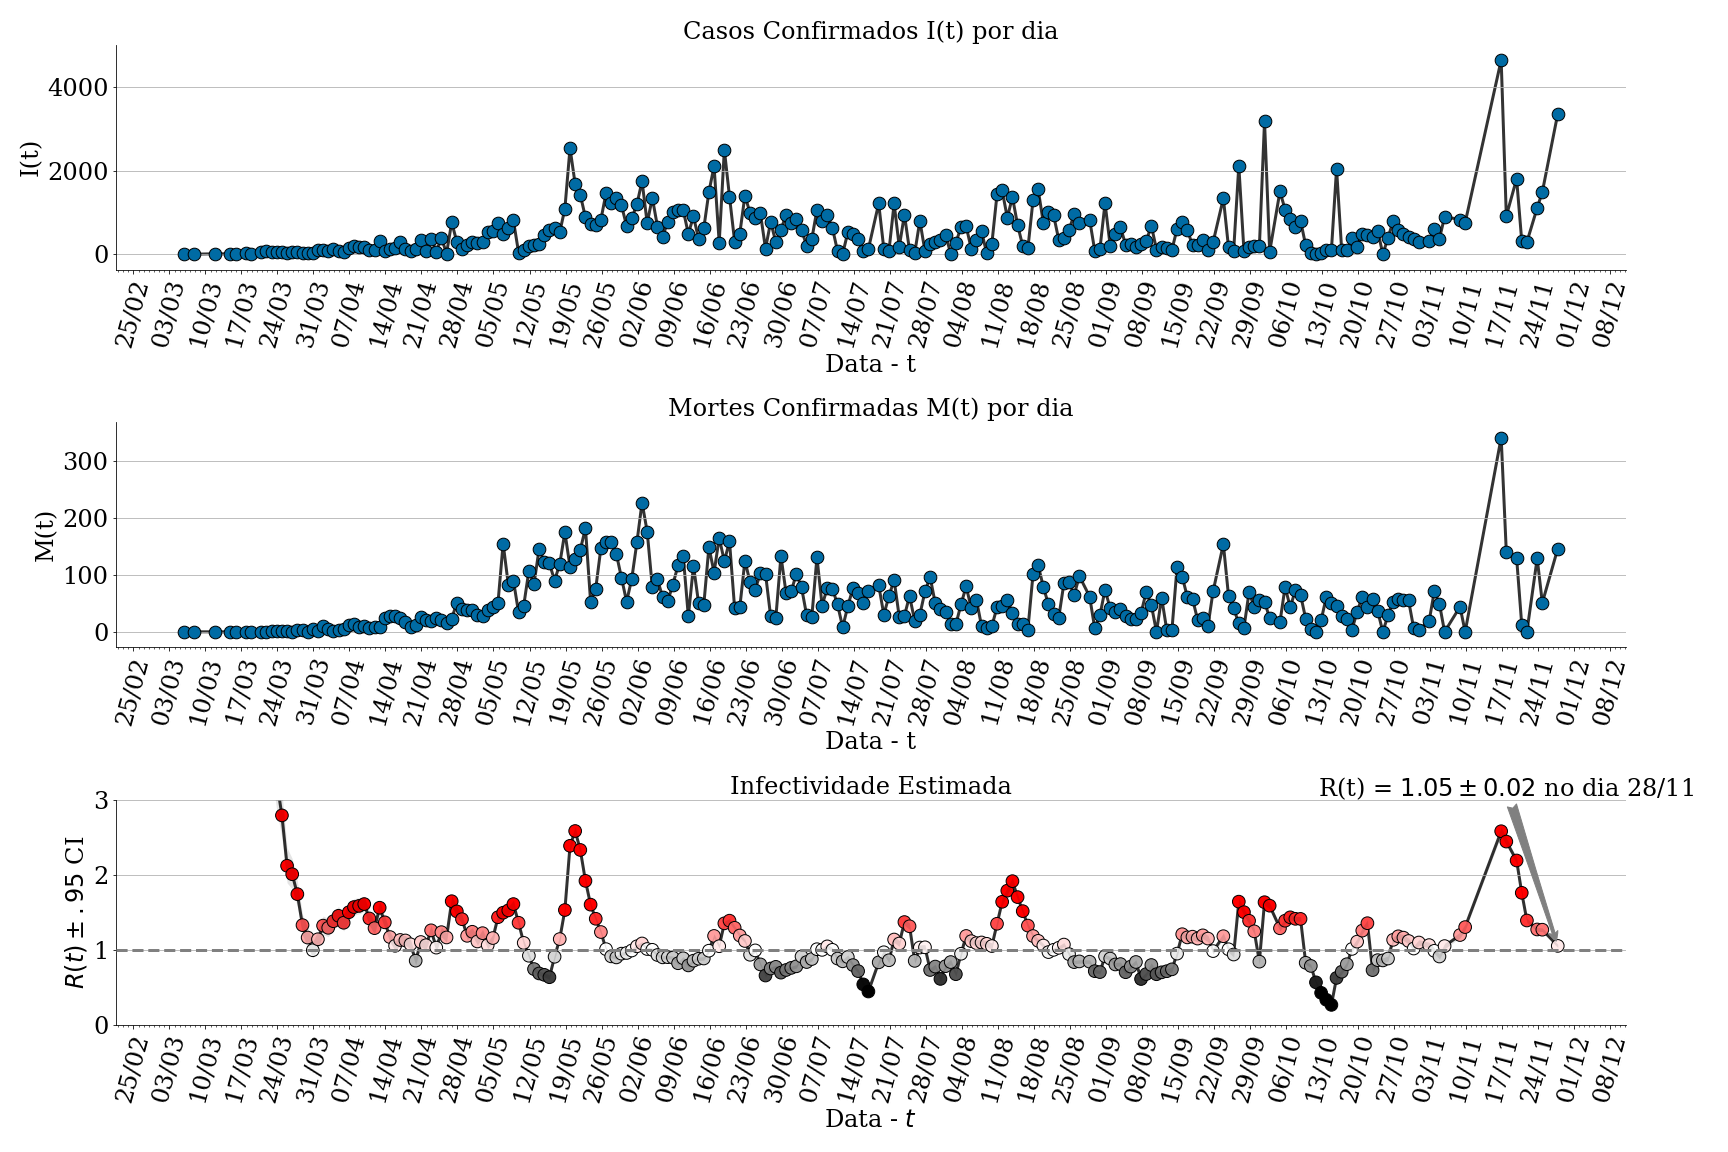 Casos Confirmados I(t) por dia
I(t)
4000
2000
0
25/02 03/03 10/03 17/03 24/03 31/03 07/04 14/04 21/04 28/04 05/05 12/05 19/05 26/05 02/06 09/06 16/06 23/06 30/06 07/07 14/07 21/07 28/07 04/08 11/08 18/08 25/08 01/09 08/09 15/09 22/09 29/09 06/10 13/10 20/10 27/10 03/11 10/11 17/11 24/11 01/12 08/12
Data - t
Mortes Confirmadas M(t) por dia
M(t)
300
200
100
0
25/02 03/03 10/03 17/03 24/03 31/03 07/04 14/04 21/04 28/04 05/05 12/05 19/05 26/05 02/06 09/06 16/06 23/06 30/06 07/07 14/07 21/07 28/07 04/08 11/08 18/08 25/08 01/09 08/09 15/09 22/09 29/09 06/10 13/10 20/10 27/10 03/11 10/11 17/11 24/11 01/12 08/12
Data - t
Infectividade Estimada
R(t) = 1.05 ± 0.02 no dia 28/11
R(t) ± .95 CI
3
2
1
0
25/02 03/03 10/03 17/03 24/03 31/03 07/04 14/04 21/04 28/04 05/05 12/05 19/05 26/05 02/06 09/06 16/06 23/06 30/06 07/07 14/07 21/07 28/07 04/08 11/08 18/08 25/08 01/09 08/09 15/09 22/09 29/09 06/10 13/10 20/10 27/10 03/11 10/11 17/11 24/11 01/12 08/12
Data - t